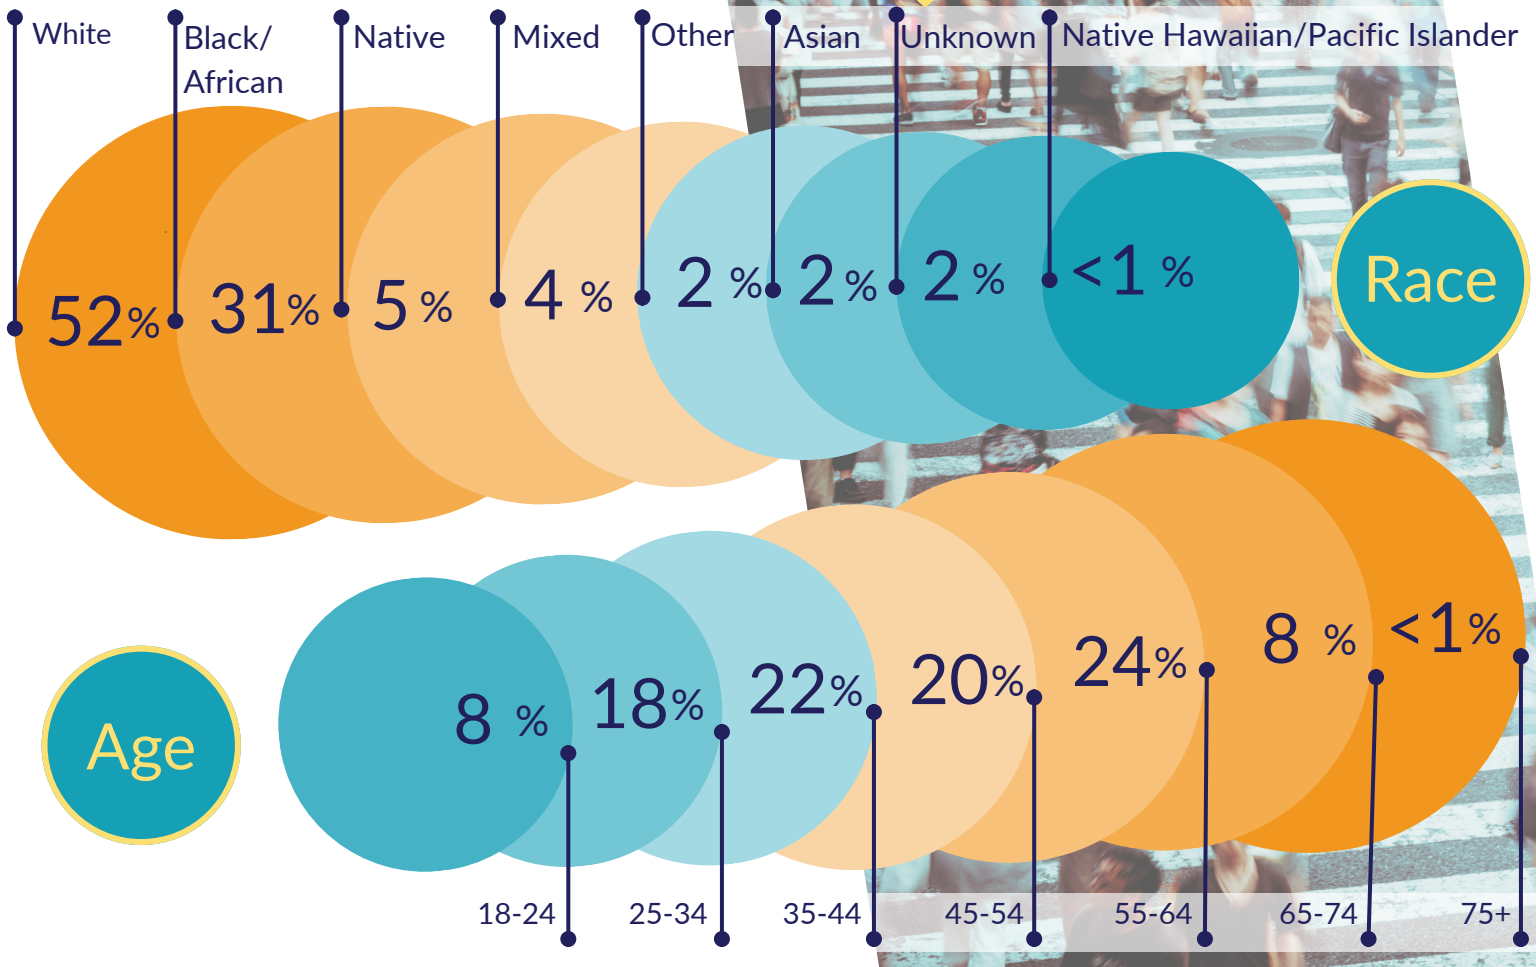 White
Black/
African
Native
Mixed
Other
Asian
Unknown
Native Hawaiian/Pacific Islander
52%
31%
5 %
4 %
2 %
2 %
2 %
<1 %
Race
Age
8 %
18%
22%
20%
24%
8 %
<1%
18-24
25-34
35-44
45-54
55-64
65-74
75+